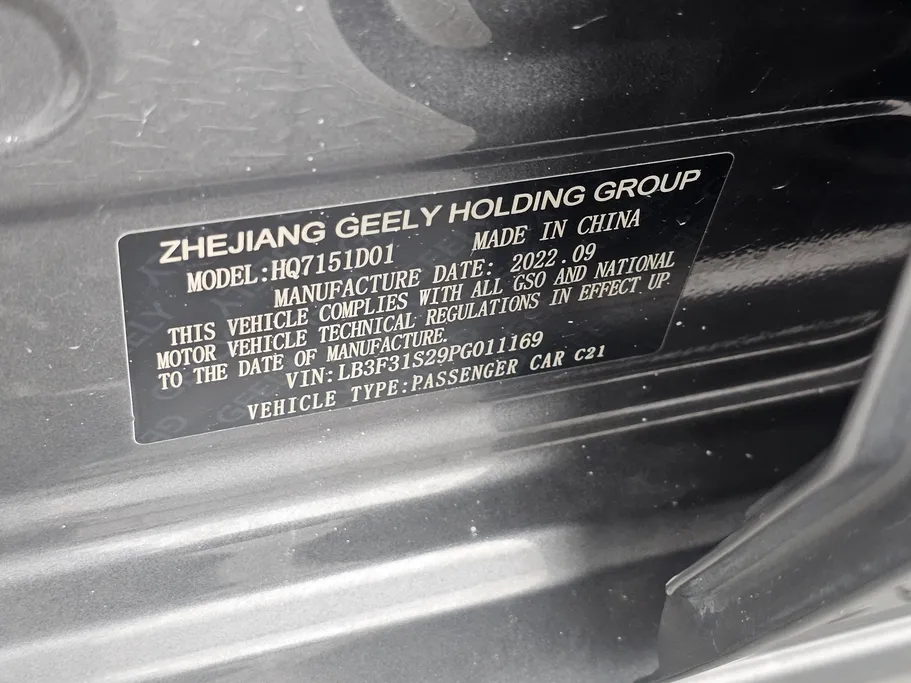 ZHEJIANG GEELY HOLDING GROUP
MODEL:HQ7151D01 MADE IN CHINA
MANUFACTURE DATE: 2022.09
THIS VEHICLE COMPLIES WITH ALL GSO AND NATIONAL
MOTOR VEHICLE TECHNICAL REGULATIONS IN EFFECT UP
TO THE DATE OF MANUFACTURE.
VIN:LB3F31S29PG011169
VEHICLE TYPE:PASSENGER CAR C21